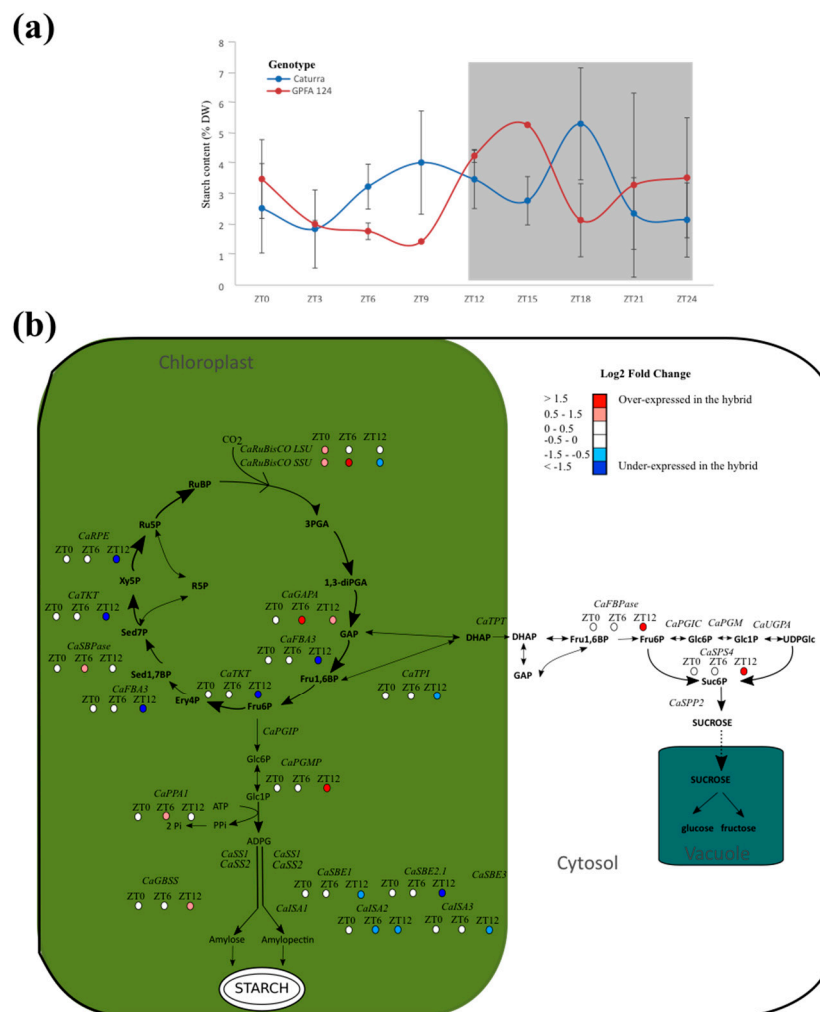 (a)
8
7
6
5
4
3
2
1
0
Starch content (% DW)
Genotype
Caturra
GPFA 124
ZT0 ZT3 ZT6 ZT9 ZT12 ZT15 ZT18 ZT21 ZT24
(b)
Chloroplast
Log2 Fold Change
> 1.5 Over-expressed in the hybrid
0.5 - 1.5
0 - 0.5
-0.5 - 0
-1.5 - -0.5
< -1.5 Under-expressed in the hybrid
CO2
ZT0 ZT6 ZT12
CaRuBisCO LSU
CaRuBisCO SSU
RuBP
3PGA
Ru5P
CaRPE
ZT0 ZT6 ZT12
Xy5P
R5P
1,3-diPGA
CaGAPA
ZT0 ZT6 ZT12
CaTKT
ZT0 ZT6 ZT12
Sed7P
GAP
CaSBPase
ZT0 ZT6 ZT12
CaFBA3
ZT0 ZT6 ZT12
Sed1,7BP
Fru1,6BP
CaFBA3
ZT0 ZT6 ZT12
Ery4P
CaTKT
ZT0 ZT6 ZT12
Fru6P
CaTPI
ZT0 ZT6 ZT12
DHAP
CaTPT
DHAP
GAP
Fru1,6BP
CaFBPase
ZT0 ZT6 ZT12
Fru6P
CaPGIC
Glc6P
CaPGM
Glc1P
CaUGPA
UDPGlc
CaSPS4
ZT0 ZT6 ZT12
Suc6P
CaSPP2
SUCROSE
SUCROSE
glucose fructose
Vacuole
Cytosol
CaPGIP
Glc6P
CaPGMP
ZT0 ZT6 ZT12
Glc1P
CaPPA1
ZT0 ZT6 ZT12
ATP
2 Pi PPi
ADPG
CaSS1
CaSS2
CaSS1
CaSS2
CaGBSS
ZT0 ZT6 ZT12
CaSBE1
ZT0 ZT6 ZT12
CaSBE2.1
ZT0 ZT6 ZT12
CaSBE3
CaISA1
CaISA2
ZT0 ZT6 ZT12
CaISA3
ZT0 ZT6 ZT12
Amylose Amylopectin
STARCH